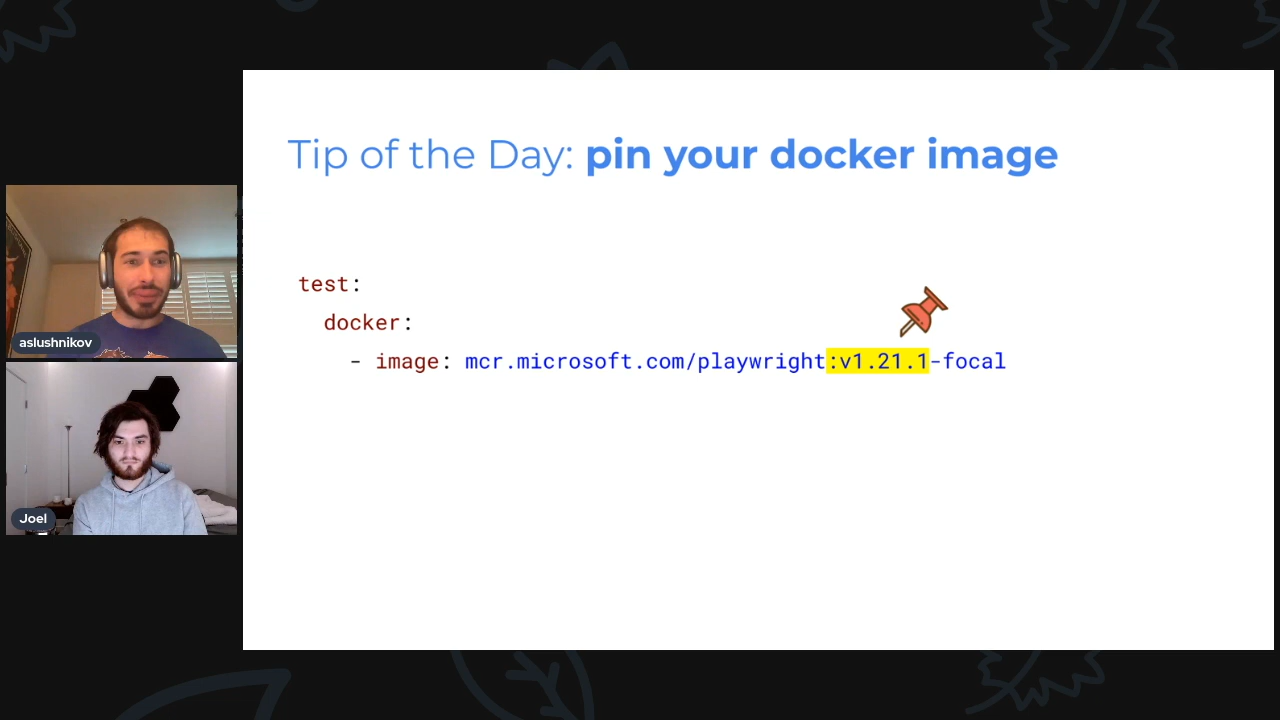 Tip of the Day: pin your docker image
test:
docker:
- image: mcr.microsoft.com/playwright:v1.21.1-focal
aslushnikov
Joel